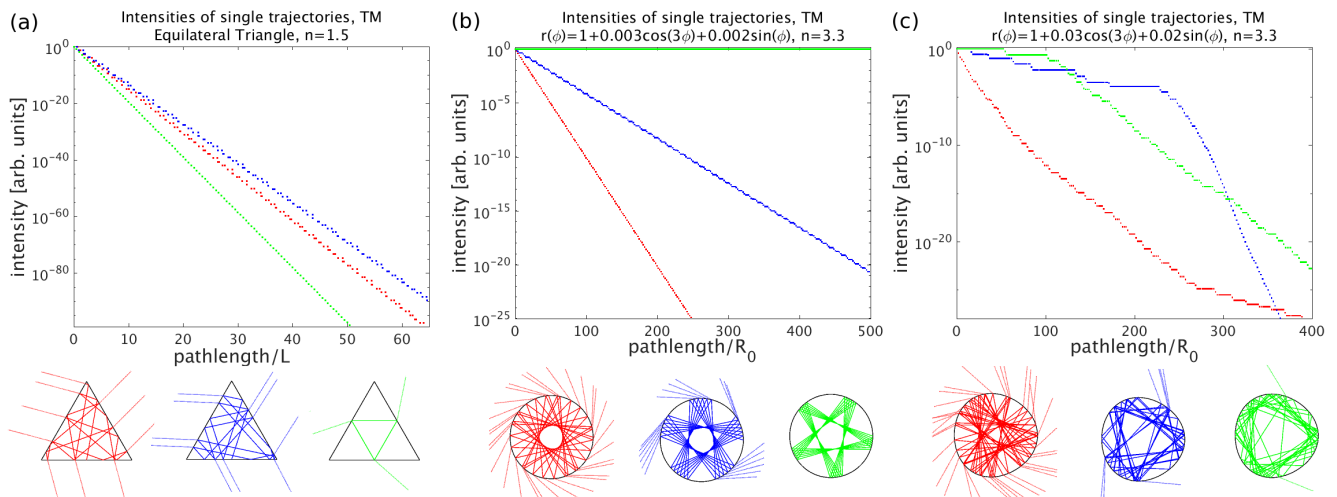 (a)
Intensities of single trajectories, TM
Equilateral Triangle, n=1.5
intensity [arb. units]
10^0
10^-20
10^-40
10^-60
10^-80
0 10 20 30 40 50 60
pathlength/L
(b)
Intensities of single trajectories, TM
r(ϕ)=1+0.003cos(3ϕ)+0.002sin(ϕ), n=3.3
intensity [arb. units]
10^0
10^-5
10^-10
10^-15
10^-20
10^-25
0 100 200 300 400 500
pathlength/R_0
(c)
Intensities of single trajectories, TM
r(ϕ)=1+0.03cos(3ϕ)+0.02sin(ϕ), n=3.3
intensity [arb. units]
10^0
10^-10
10^-20
0 100 200 300 400
pathlength/R_0